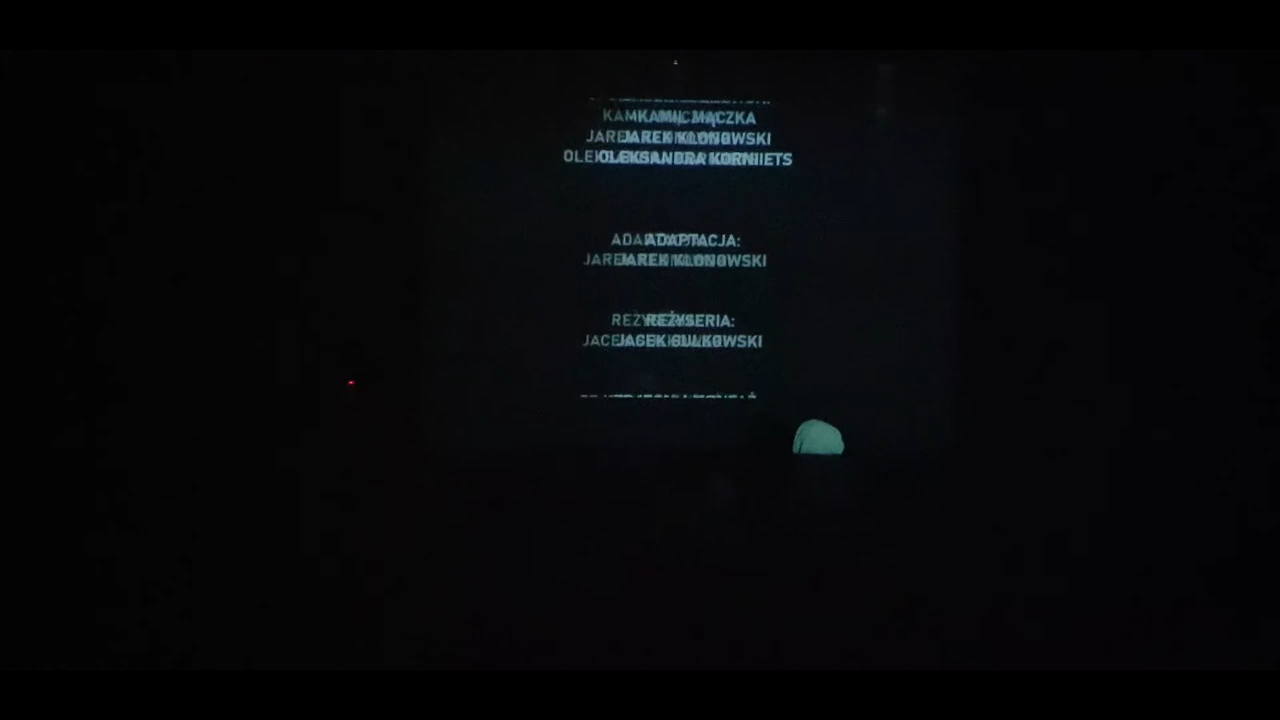 KAMIL MĄCZKA
JAREK KLONOWSKI
OLEKSANDRA KORNIIETS
ADAPTACJA:
JAREK KLONOWSKI
REŻYSERIA:
JACEK GULKOWSKI